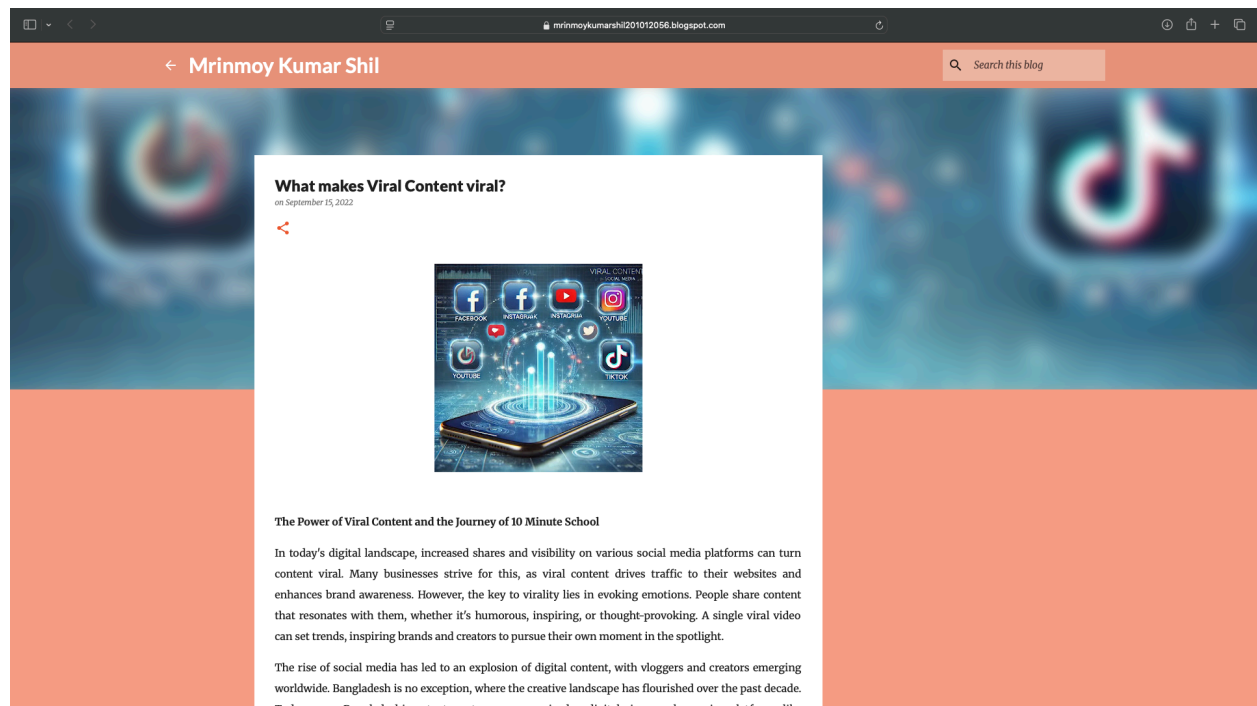 mrinmoykumarshil201012056.blogspot.com
Mrinmoy Kumar Shil
Search this blog
What makes Viral Content viral?
on September 15, 2022
VIRAL CONTENT
SOCIAL MEDIA
FACEBOOK
INSTAGRAIK
INSTAGRIJA
YOUTUBE
YOUTUBE
TIKTOK
The Power of Viral Content and the Journey of 10 Minute School
In today's digital landscape, increased shares and visibility on various social media platforms can turn
content viral. Many businesses strive for this, as viral content drives traffic to their websites and
enhances brand awareness. However, the key to virality lies in evoking emotions. People share content
that resonates with them, whether it's humorous, inspiring, or thought-provoking. A single viral video
can set trends, inspiring brands and creators to pursue their own moment in the spotlight.
The rise of social media has led to an explosion of digital content, with vloggers and creators emerging
worldwide. Bangladesh is no exception, where the creative landscape has flourished over the past decade.